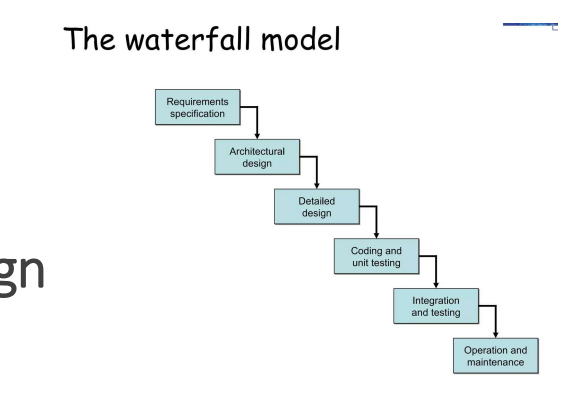 The waterfall model
Requirements
specification
Architectural
design
Detailed
design
gn
Coding and
unit testing
Integration
and testing
Operation and
maintenance